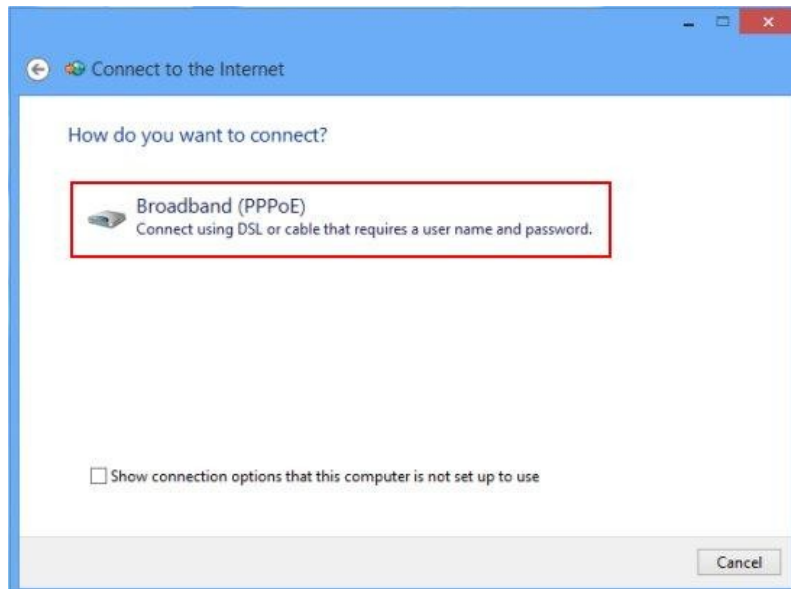 Connect to the Internet
How do you want to connect?
Broadband (PPPoE)
Connect using DSL or cable that requires a user name and password.
Show connection options that this computer is not set up to use
Cancel